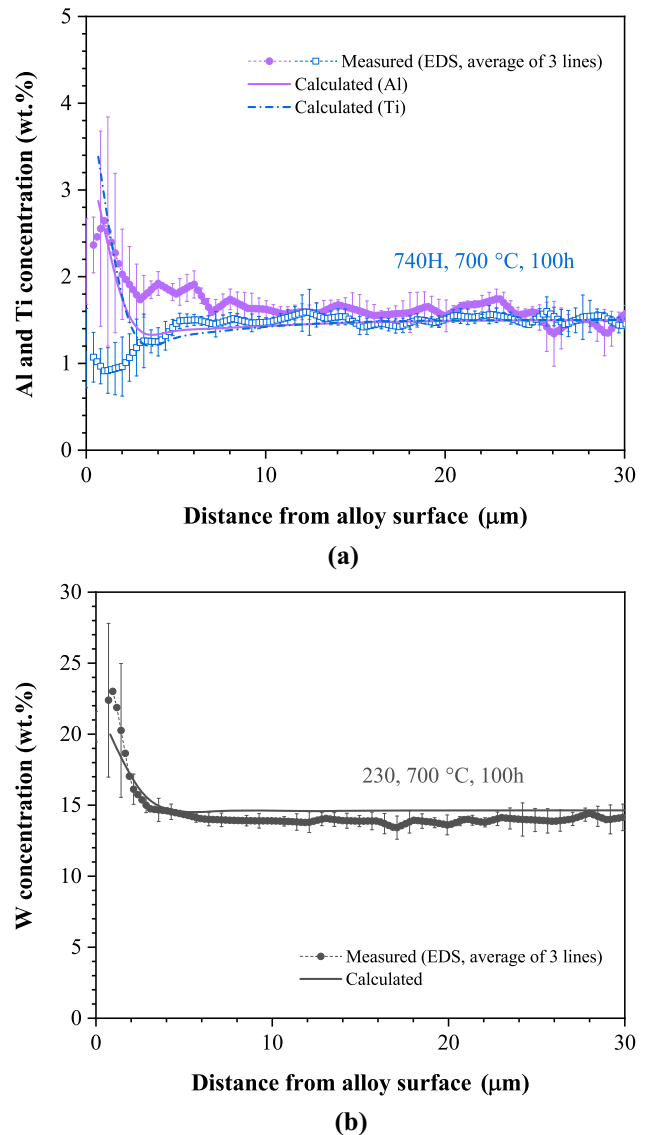 5
Measured (EDS, average of 3 lines)
Calculated (Al)
Calculated (Ti)
4
3
740H, 700 °C, 100h
2
1
0
0 10 20 30
Al and Ti concentration (wt.%)
Distance from alloy surface (μm)
(a)
30
25
20
230, 700 °C, 100h
15
10
5
Measured (EDS, average of 3 lines)
Calculated
0
0 10 20 30
W concentration (wt.%)
Distance from alloy surface (μm)
(b)